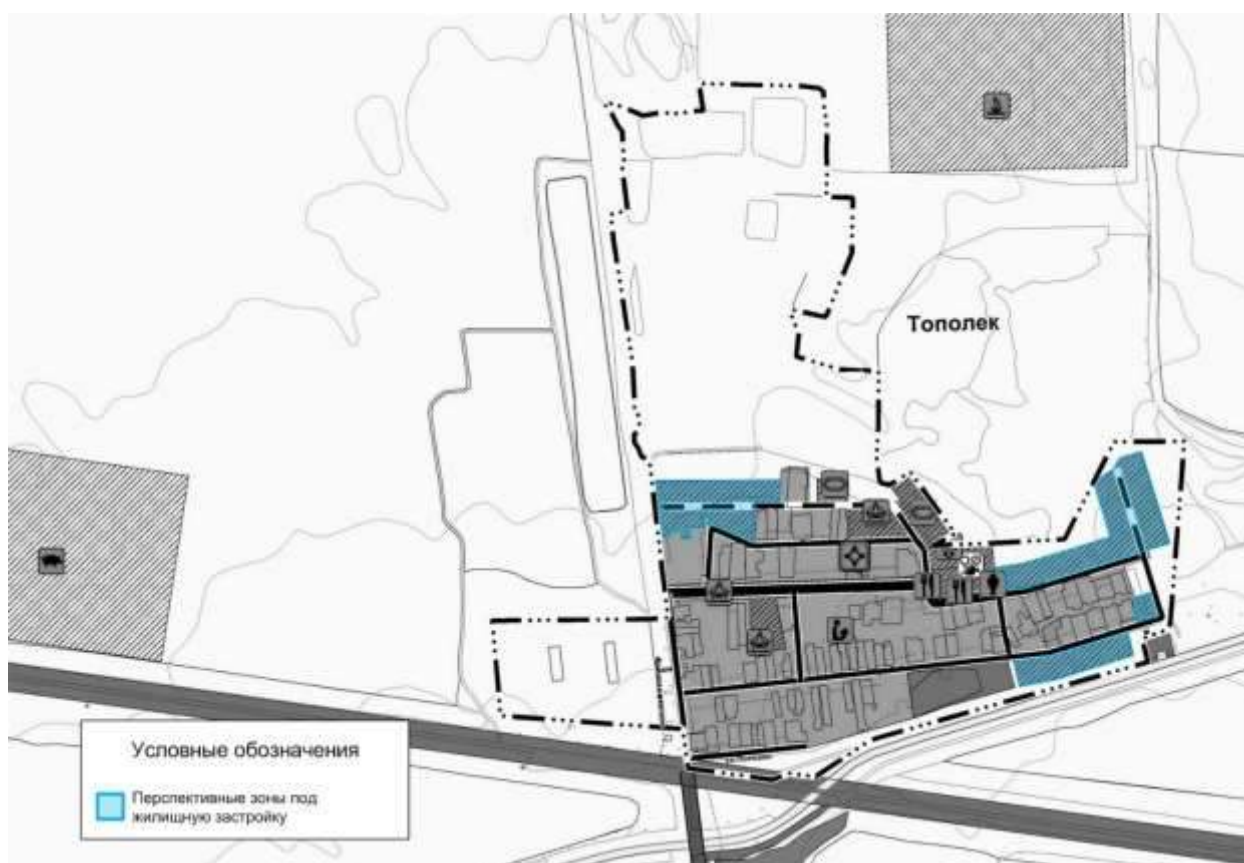 Тополек
Условные обозначения
Перспективные зоны под
жилищную застройку